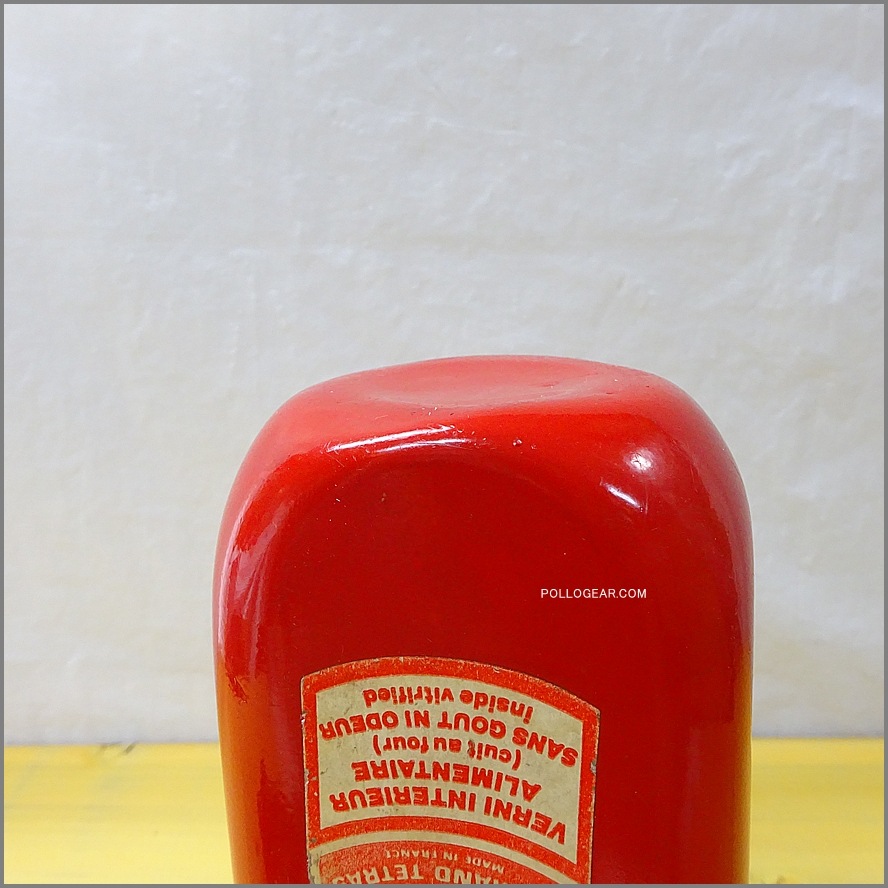 POLLOGEAR.COM
MADE IN FRANCE
VERNI INTERIEUR
ALIMENTAIRE
(cuit au four)
SANS GOUT NI ODEUR
inside vitrified